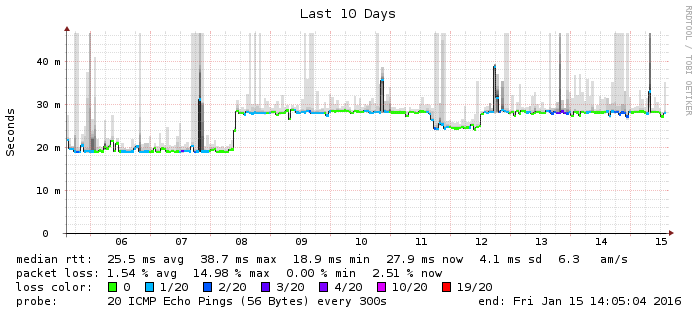 Last 10 Days
RRDTOOL / TOBI OETIKER
Seconds
40 m
30 m
20 m
10 m
0
06 07 08 09 10 11 12 13 14 15
median rtt: 25.5 ms avg 38.7 ms max 18.9 ms min 27.9 ms now 4.1 ms sd 6.3 am/s
packet loss: 1.54 % avg 14.98 % max 0.00 % min 2.51 % now
loss color: 0 1/20 2/20 3/20 4/20 10/20 19/20
probe: 20 ICMP Echo Pings (56 Bytes) every 300s end: Fri Jan 15 14:05:04 2016